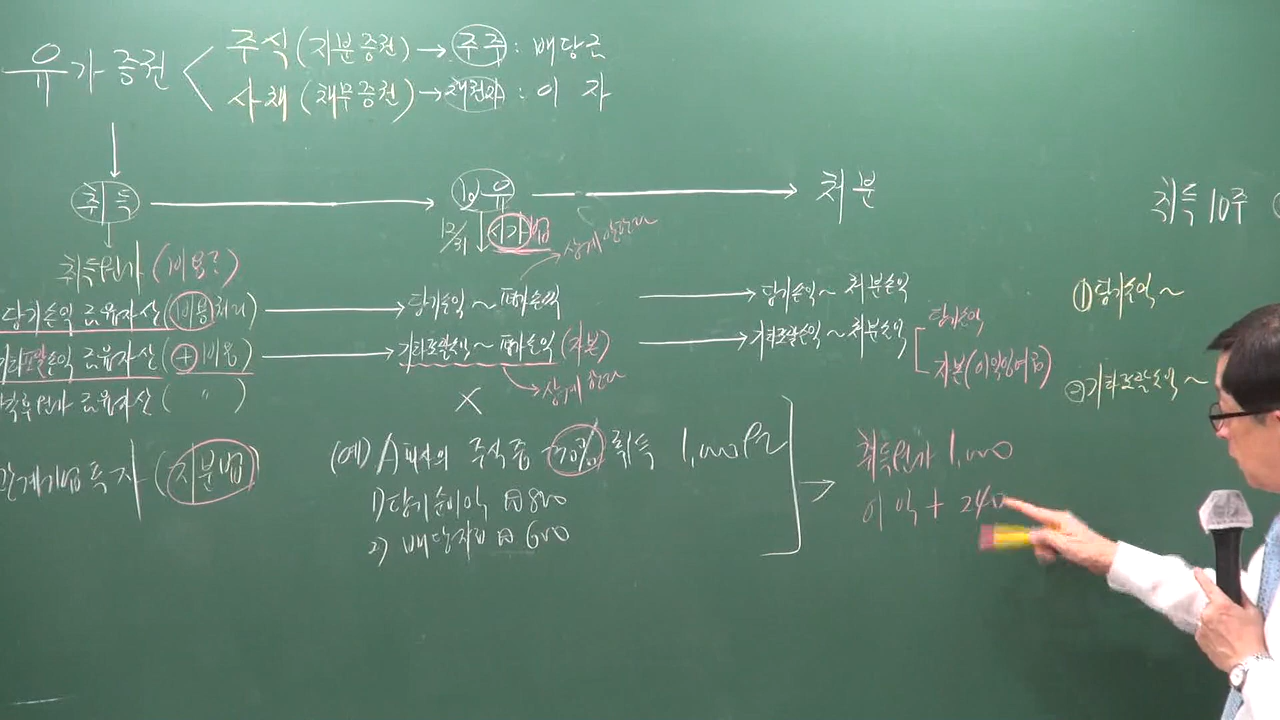 유가증권 < 주식(지분증권) → 주주 : 배당금
사채(채무증권) → 채권자 : 이자
취득 → 보유 → 처분
12/31 시가법
상계 안한다
취득원가 (비용?)
당기손익 금융자산(비용처리) → 당기손익~평가손익 → 당기손익~처분손익
기타포괄손익 금융자산(+비용) → 기타포괄손익~평가손익(자본) → 기타포괄손익~처분손익
당기손익
자본(이익잉여금)
상계 한다
상각후원가 금융자산( 〃 ) X
관계기업투자(지분법)
(예) A회사의 주식중 30% 취득 1,000
1) 당기순이익 800
2) 배당 600
취득원가 1,000
이익 + 240
취득 10주
① 당기손익~
② 기타포괄손익~